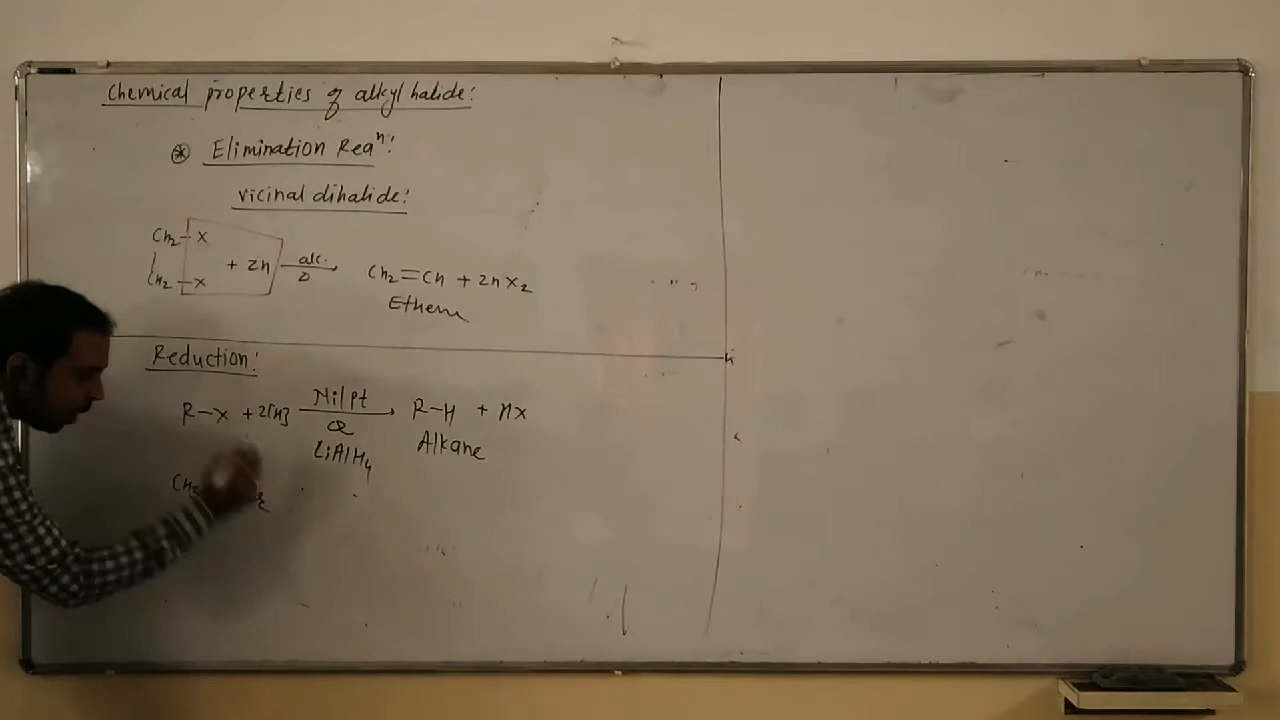 Chemical properties of alkyl halide:
⊛ Elimination Reaⁿ:
vicinal dihalide:
CH₂–X
CH₂–X
+ Zn
alc.
Δ
CH₂=CH + ZnX₂
Ethene
Reduction:
R–X + 2[H]
Ni/Pt
or
LiAlH₄
R–H + HX
Alkane